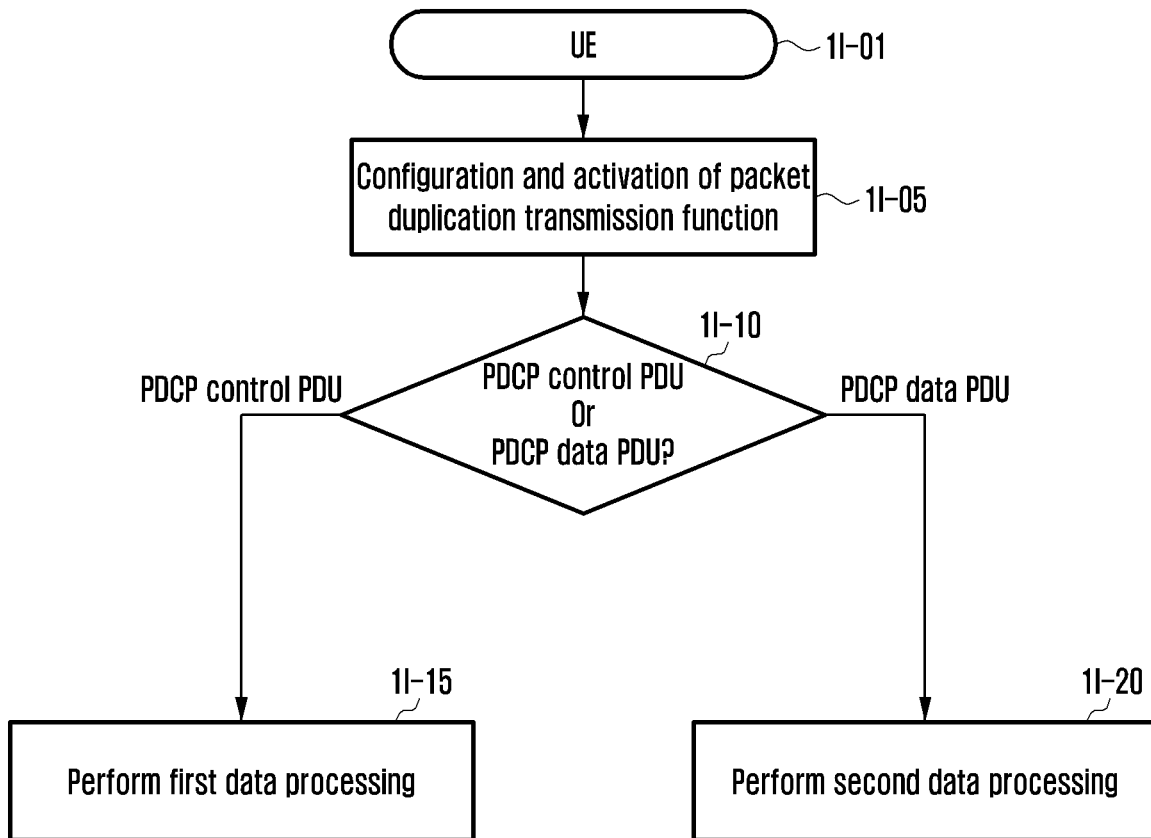 UE
1l-01
Configuration and activation of packet
duplication transmission function
1l-05
1l-10
PDCP control PDU
PDCP control PDU
Or
PDCP data PDU?
PDCP data PDU
1l-15
1l-20
Perform first data processing
Perform second data processing